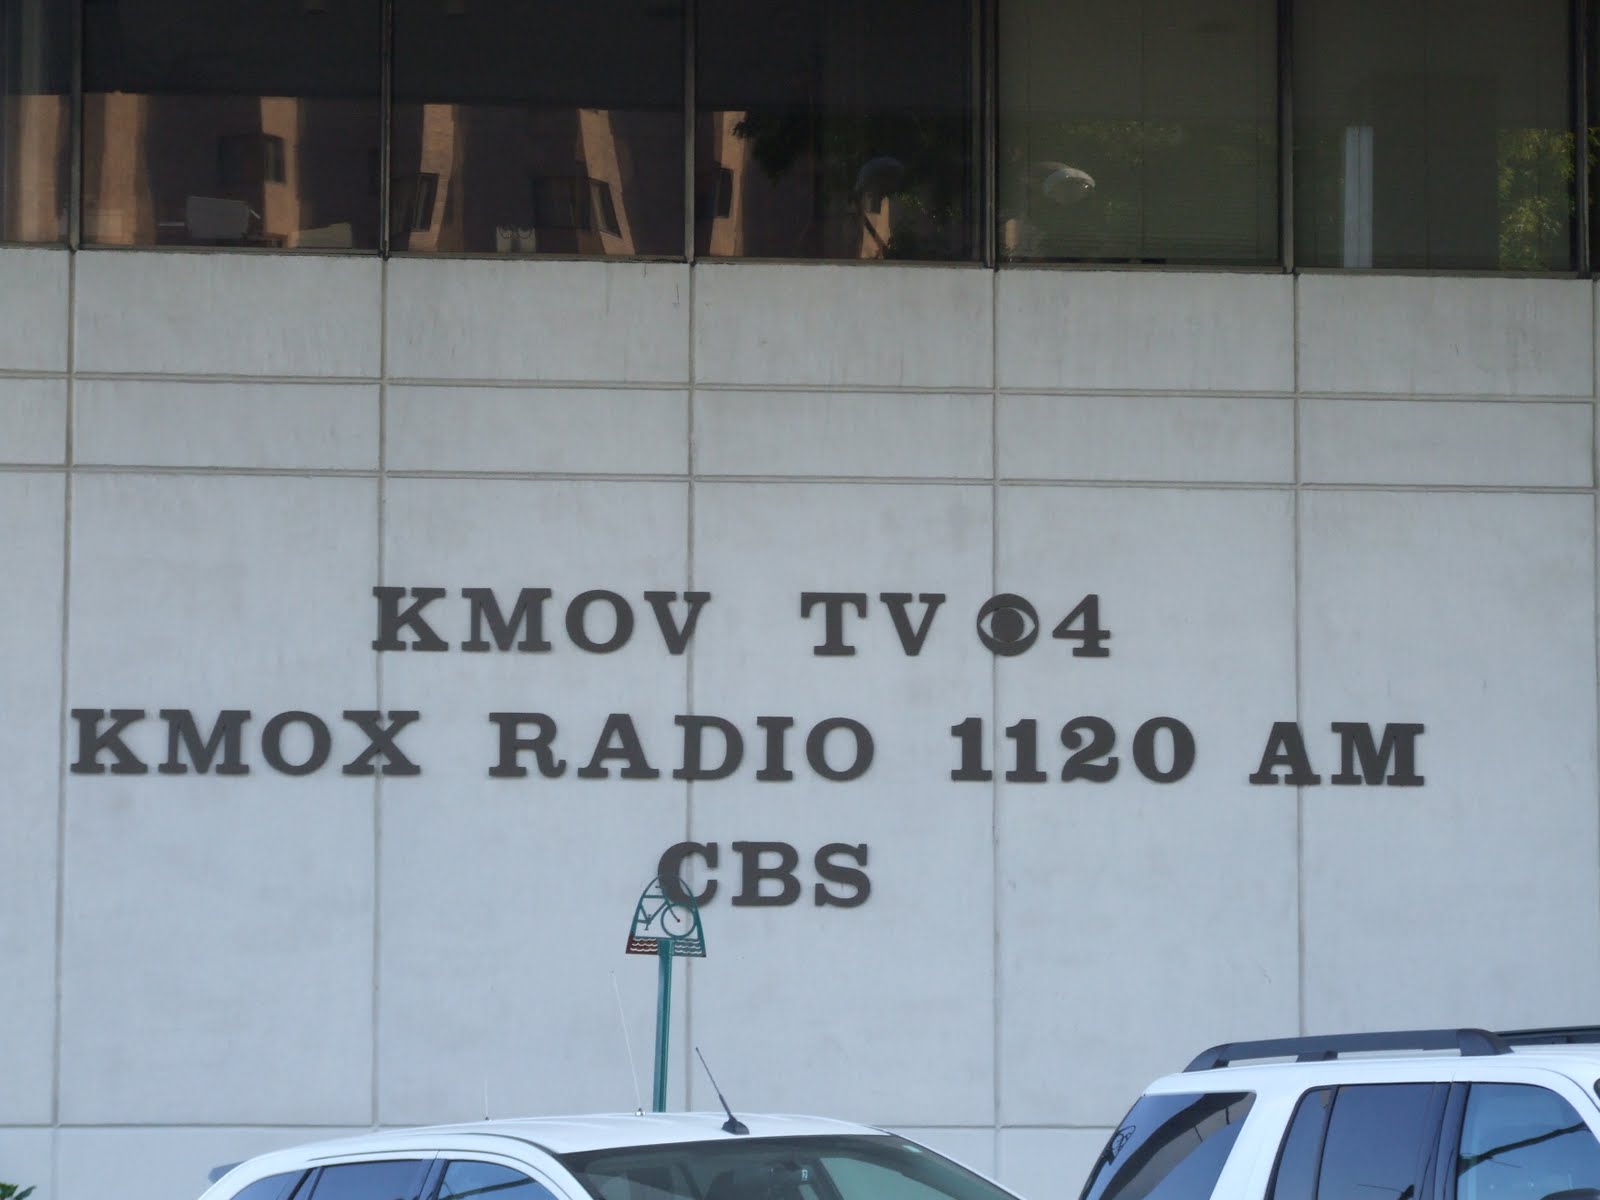 KMOV TV 4
KMOX RADIO 1120 AM
CBS